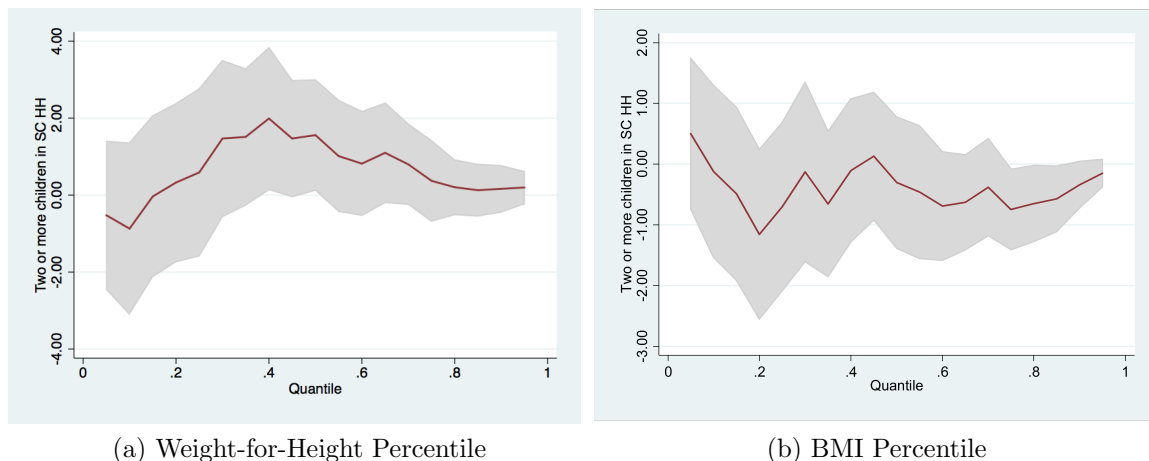 Two or more children in SC HH
4.00
2.00
0.00
-2.00
-4.00
0 .2 .4 .6 .8 1
Quantile
(a) Weight-for-Height Percentile
Two or more children in SC HH
2.00
1.00
0.00
-1.00
-2.00
-3.00
0 .2 .4 .6 .8 1
Quantile
(b) BMI Percentile